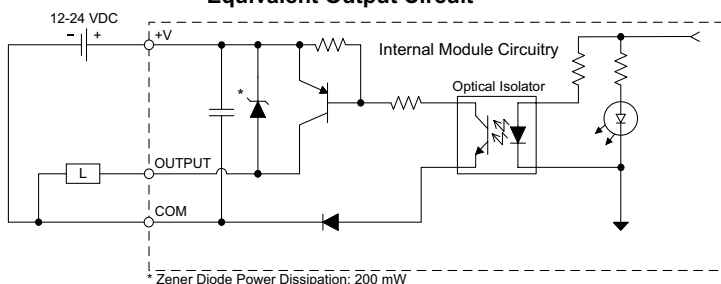 Equivalent Output Circuit
12-24 VDC
− +
+V
Internal Module Circuitry
Optical Isolator
*
OUTPUT
L
COM
* Zener Diode Power Dissipation: 200 mW